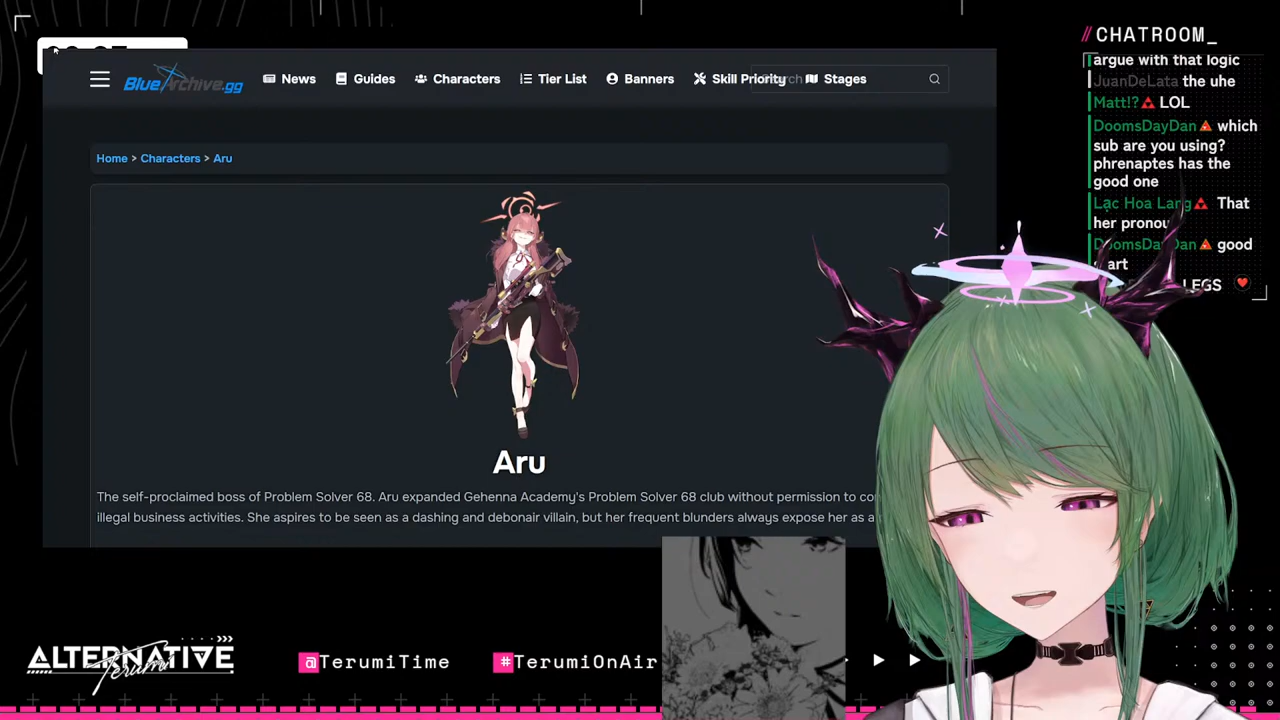 BlueArchive.gg
News
Guides
Characters
Tier List
Banners
Skill Priority
Stages
Home > Characters > Aru
Aru
The self-proclaimed boss of Problem Solver 68. Aru expanded Gehenna Academy's Problem Solver 68 club without permission to co
illegal business activities. She aspires to be seen as a dashing and debonair villain, but her frequent blunders always expose her as a
// CHATROOM_
argue with that logic
JuanDeLata the uhe
Matt!? LOL
DoomsDayDan which
sub are you using?
phrenaptes has the
good one
Lạc Hoa Lang That
her pronou
DoomsDayDan good
art
LEGS
ALTERNATIVE
Terumi
@TerumiTime
#TerumiOnAir